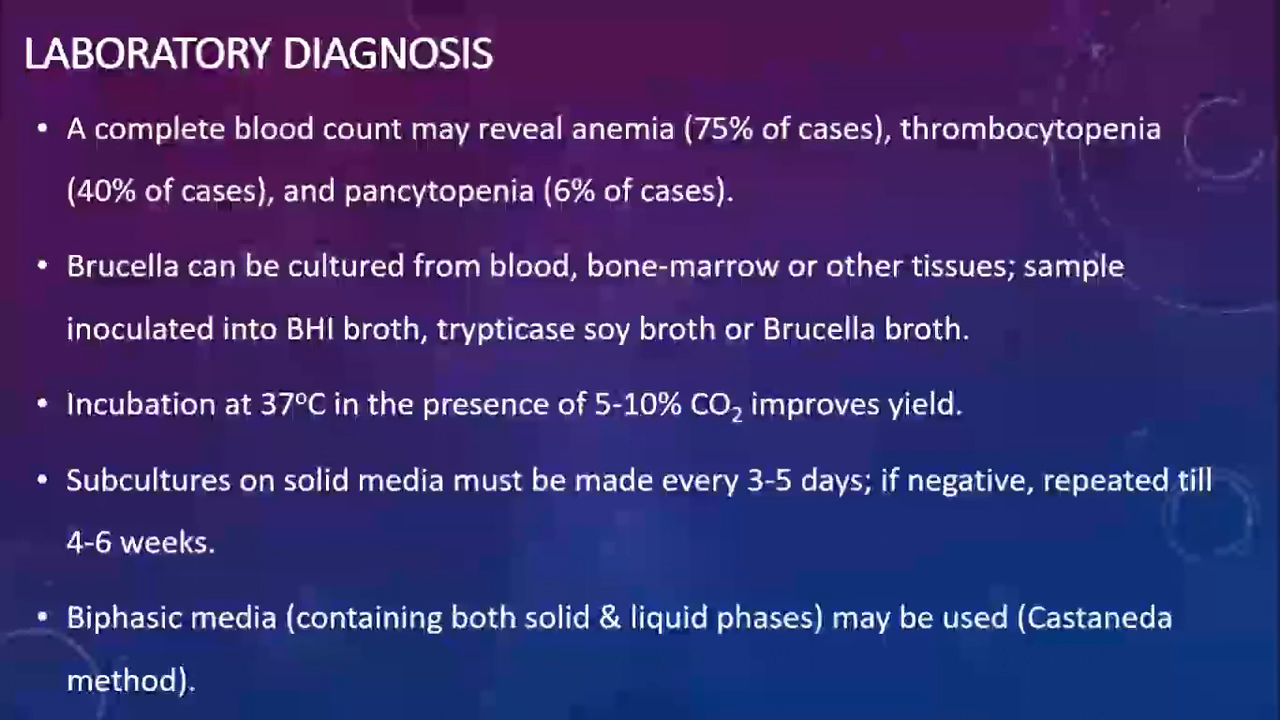 LABORATORY DIAGNOSIS
• A complete blood count may reveal anemia (75% of cases), thrombocytopenia
(40% of cases), and pancytopenia (6% of cases).
• Brucella can be cultured from blood, bone-marrow or other tissues; sample
inoculated into BHI broth, trypticase soy broth or Brucella broth.
• Incubation at 37°C in the presence of 5-10% CO₂ improves yield.
• Subcultures on solid media must be made every 3-5 days; if negative, repeated till
4-6 weeks.
• Biphasic media (containing both solid & liquid phases) may be used (Castaneda
method).